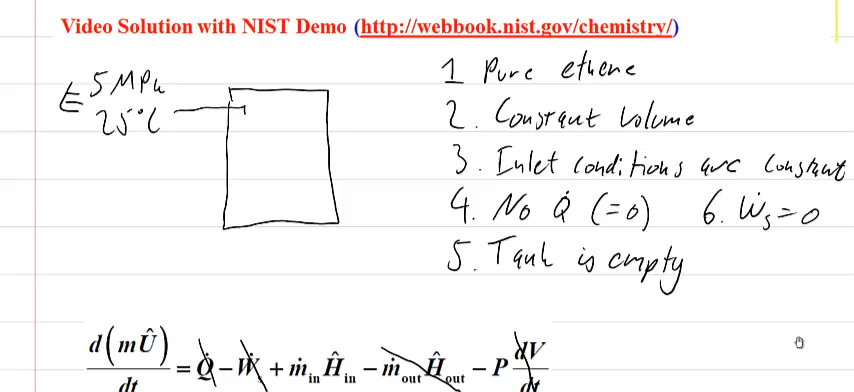 Video Solution with NIST Demo (http://webbook.nist.gov/chemistry/)
E 5 MPa
25°C
1 Pure ethene
2. Constant Volume
3. Inlet conditions are constant
4. No Q̇ (=0) 6. Ẇs=0
5. Tank is empty
d(mÛ)/dt = Q̇ − Ẇs + ṁin Ĥin − ṁout Ĥout − P dV/dt